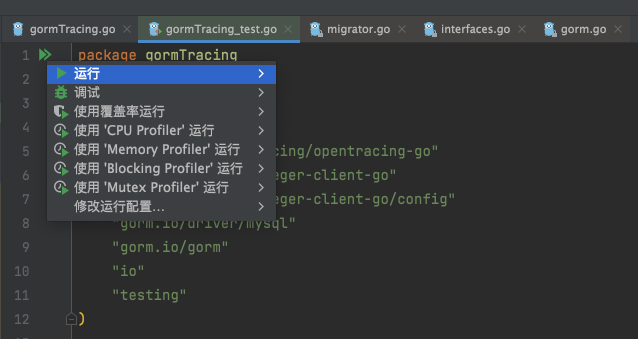 gormTracing.go gormTracing_test.go migrator.go interfaces.go gorm.go
1 package gormTracing
2 运行
3 调试
使用覆盖率运行
4 使用 'CPU Profiler' 运行
5 使用 'Memory Profiler' 运行 cing/opentracing-go"
6 使用 'Blocking Profiler' 运行 eger-client-go"
7 使用 'Mutex Profiler' 运行 eger-client-go/config"
修改运行配置...
8 "gorm.io/driver/mysql"
9 "gorm.io/gorm"
10 "io"
11 "testing"
12 )